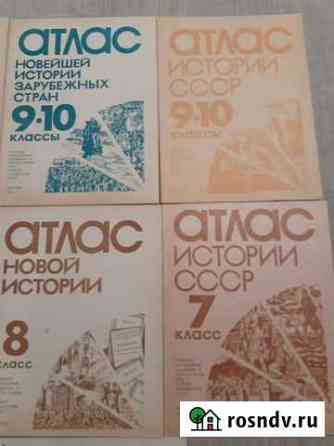 АТЛАС
НОВЕЙШЕЙ
ИСТОРИИ
ЗАРУБЕЖНЫХ
СТРАН
9·10
КЛАССЫ
АТЛАС
ИСТОРИИ
СССР
9·10
КЛАССЫ
АТЛАС
НОВОЙ
ИСТОРИИ
8
КЛАСС
АТЛАС
ИСТОРИИ
СССР
7
КЛАСС
rosndv.ru